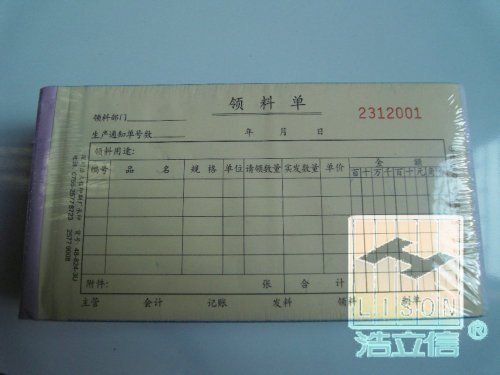 领料单
领料部门
2312001
生产通知单号数 年 月 日
领料用途:
编号 品名 规格 单位 请领数量 实发数量 单价 金额
百十万千百十元角
附件: 张 合计
主管 会计 记账 发料 领料 制单
LISON
浩立信®